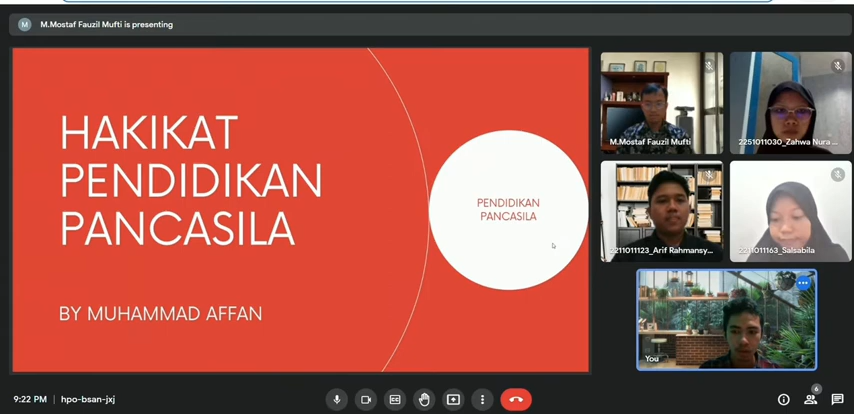 M
M.Mostaf Fauzil Mufti is presenting
HAKIKAT
PENDIDIKAN
PANCASILA
BY MUHAMMAD AFFAN
PENDIDIKAN
PANCASILA
M.Mostaf Fauzil Mufti
2251011030_Zahwa Nura ...
2211011123_Arif Rahmansy...
2211011163_Salsabila
You
9:22 PM | hpo-bsan-jxj
CC
6